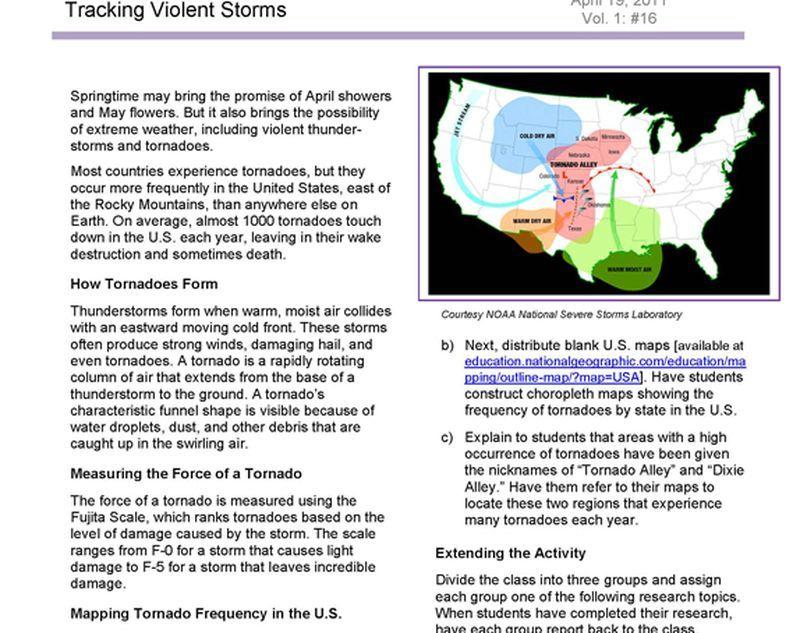 Tracking Violent Storms
April 19, 2011
Vol. 1: #16
Springtime may bring the promise of April showers
and May flowers. But it also brings the possibility
of extreme weather, including violent thunder-
storms and tornadoes.
Most countries experience tornadoes, but they
occur more frequently in the United States, east of
the Rocky Mountains, than anywhere else on
Earth. On average, almost 1000 tornadoes touch
down in the U.S. each year, leaving in their wake
destruction and sometimes death.
How Tornadoes Form
Thunderstorms form when warm, moist air collides
with an eastward moving cold front. These storms
often produce strong winds, damaging hail, and
even tornadoes. A tornado is a rapidly rotating
column of air that extends from the base of a
thunderstorm to the ground. A tornado's
characteristic funnel shape is visible because of
water droplets, dust, and other debris that are
caught up in the swirling air.
Measuring the Force of a Tornado
The force of a tornado is measured using the
Fujita Scale, which ranks tornadoes based on the
level of damage caused by the storm. The scale
ranges from F-0 for a storm that causes light
damage to F-5 for a storm that leaves incredible
damage.
Mapping Tornado Frequency in the U.S.
JET STREAM
COLD DRY AIR
S. Dakota
Minnesota
Iowa
Nebraska
TORNADO ALLEY
Colorado
L
Kansas
Oklahoma
Texas
WARM DRY AIR
WARM MOIST AIR
Courtesy NOAA National Severe Storms Laboratory
b) Next, distribute blank U.S. maps [available at
education.nationalgeographic.com/education/ma
pping/outline-map/?map=USA]. Have students
construct choropleth maps showing the
frequency of tornadoes by state in the U.S.
c) Explain to students that areas with a high
occurrence of tornadoes have been given
the nicknames of “Tornado Alley” and “Dixie
Alley.” Have them refer to their maps to
locate these two regions that experience
many tornadoes each year.
Extending the Activity
Divide the class into three groups and assign
each group one of the following research topics.
When students have completed their research,
have each group report back to the class